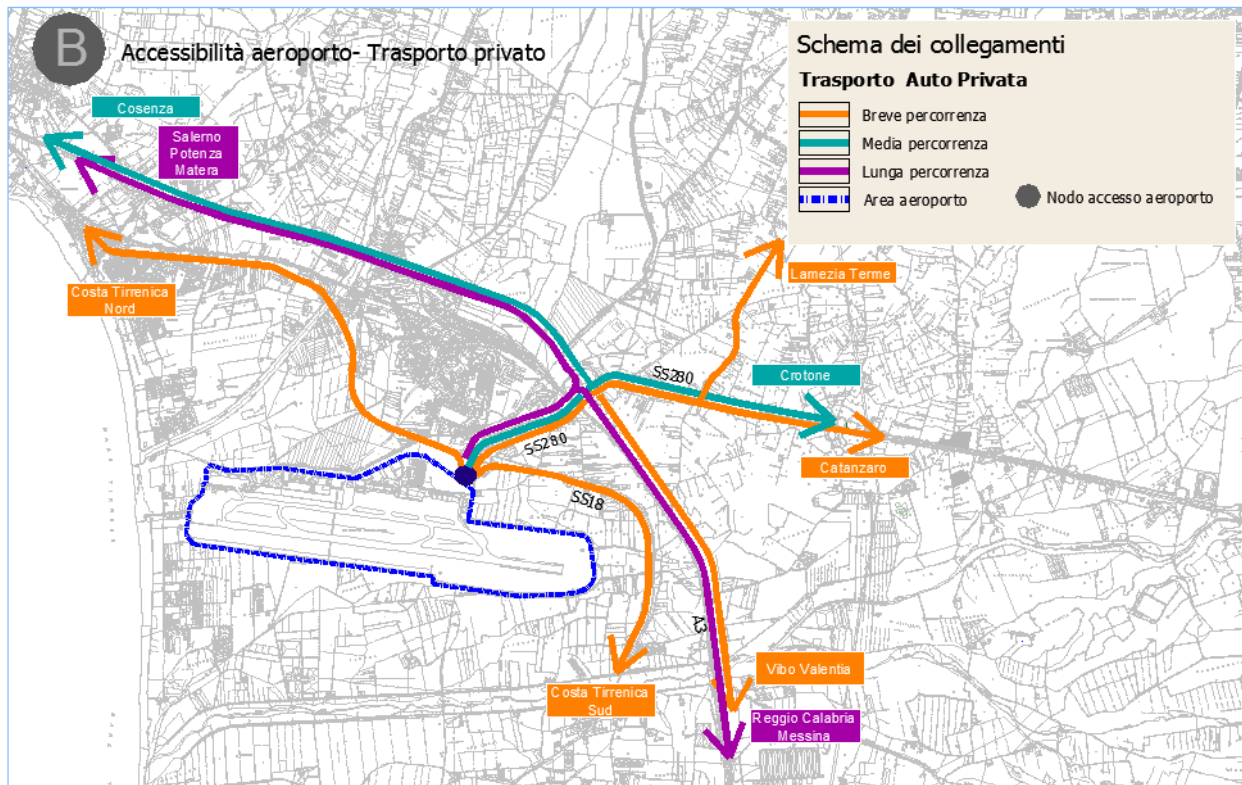 B
Accessibilità aeroporto- Trasporto privato
Schema dei collegamenti
Trasporto Auto Privata
Breve percorrenza
Media percorrenza
Lunga percorrenza
Area aeroporto
Nodo accesso aeroporto
Cosenza
Salerno
Potenza
Matera
Costa Tirrenica
Nord
Lamezia Terme
SS280
Crotone
Catanzaro
SS280
SS18
A3
Vibo Valentia
Costa Tirrenica
Sud
Reggio Calabria
Messina